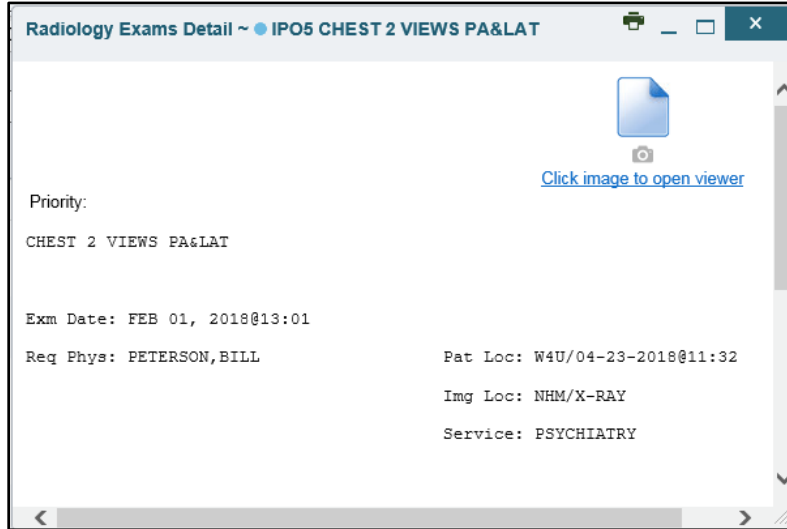 Radiology Exams Detail ~ IPO5 CHEST 2 VIEWS PA&LAT
Click image to open viewer
Priority:
CHEST 2 VIEWS PA&LAT
Exm Date: FEB 01, 2018@13:01
Req Phys: PETERSON,BILL Pat Loc: W4U/04-23-2018@11:32
Img Loc: NHM/X-RAY
Service: PSYCHIATRY